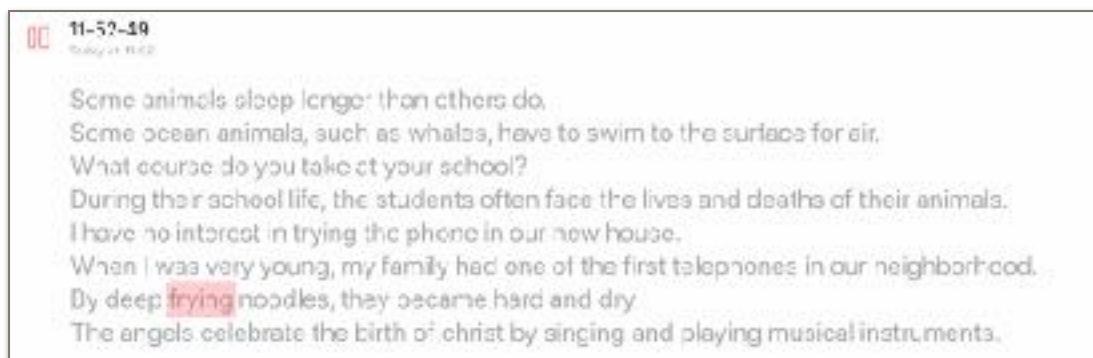 11-52-49
Some animals sleep longer than others do.
Some ocean animals, such as whales, have to swim to the surface for air.
What course do you take at your school?
During their school life, the students often face the lives and deaths of their animals.
I have no interest in trying the phone in our new house.
When I was very young, my family had one of the first telephones in our neighborhood.
By deep frying noodles, they became hard and dry
The angels celebrate the birth of christ by singing and playing musical instruments.